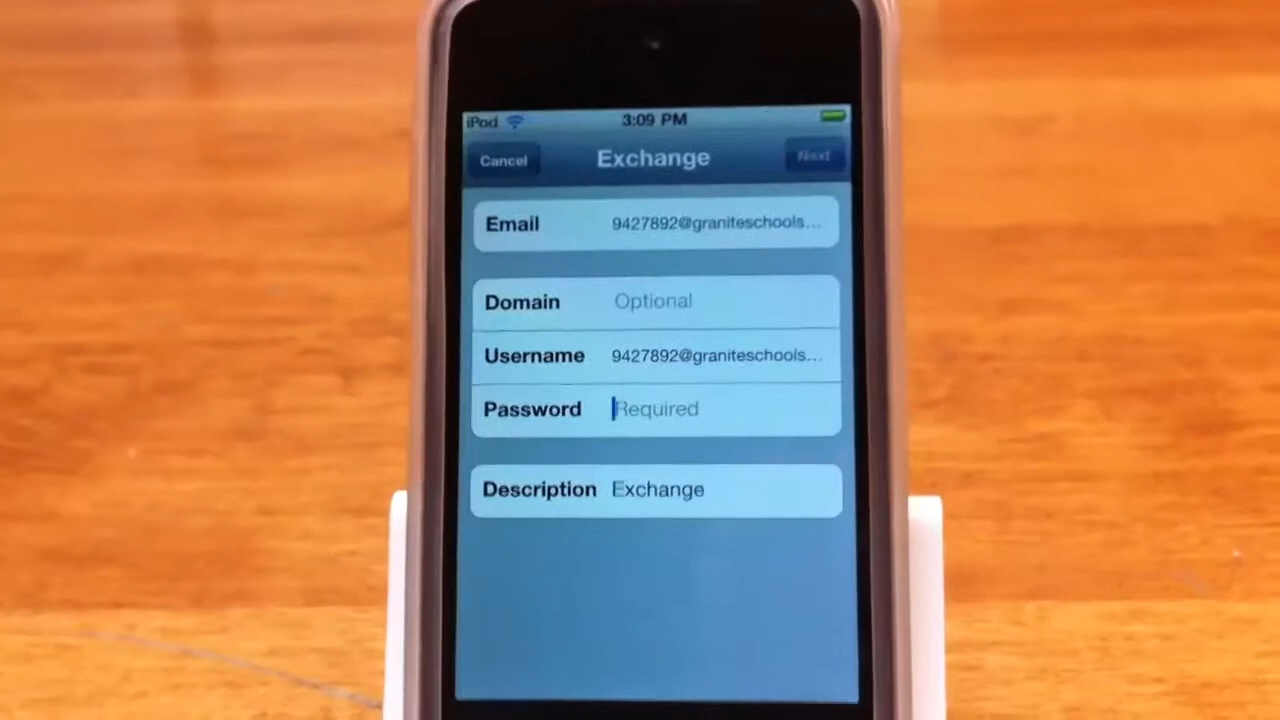 iPod 3:09 PM
Cancel Exchange Next
Email 9427892@graniteschools...
Domain Optional
Username 9427892@graniteschools...
Password Required
Description Exchange